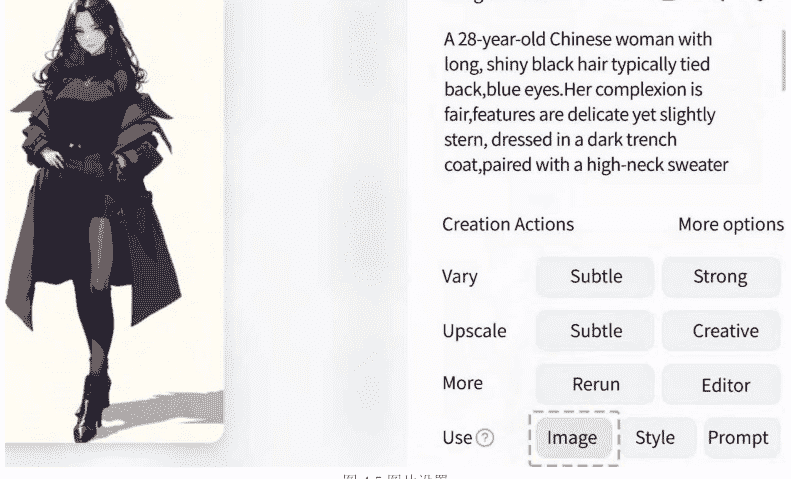 A 28-year-old Chinese woman with
long, shiny black hair typically tied
back,blue eyes.Her complexion is
fair,features are delicate yet slightly
stern, dressed in a dark trench
coat,paired with a high-neck sweater
Creation Actions More options
Vary Subtle Strong
Upscale Subtle Creative
More Rerun Editor
Use ? Image Style Prompt